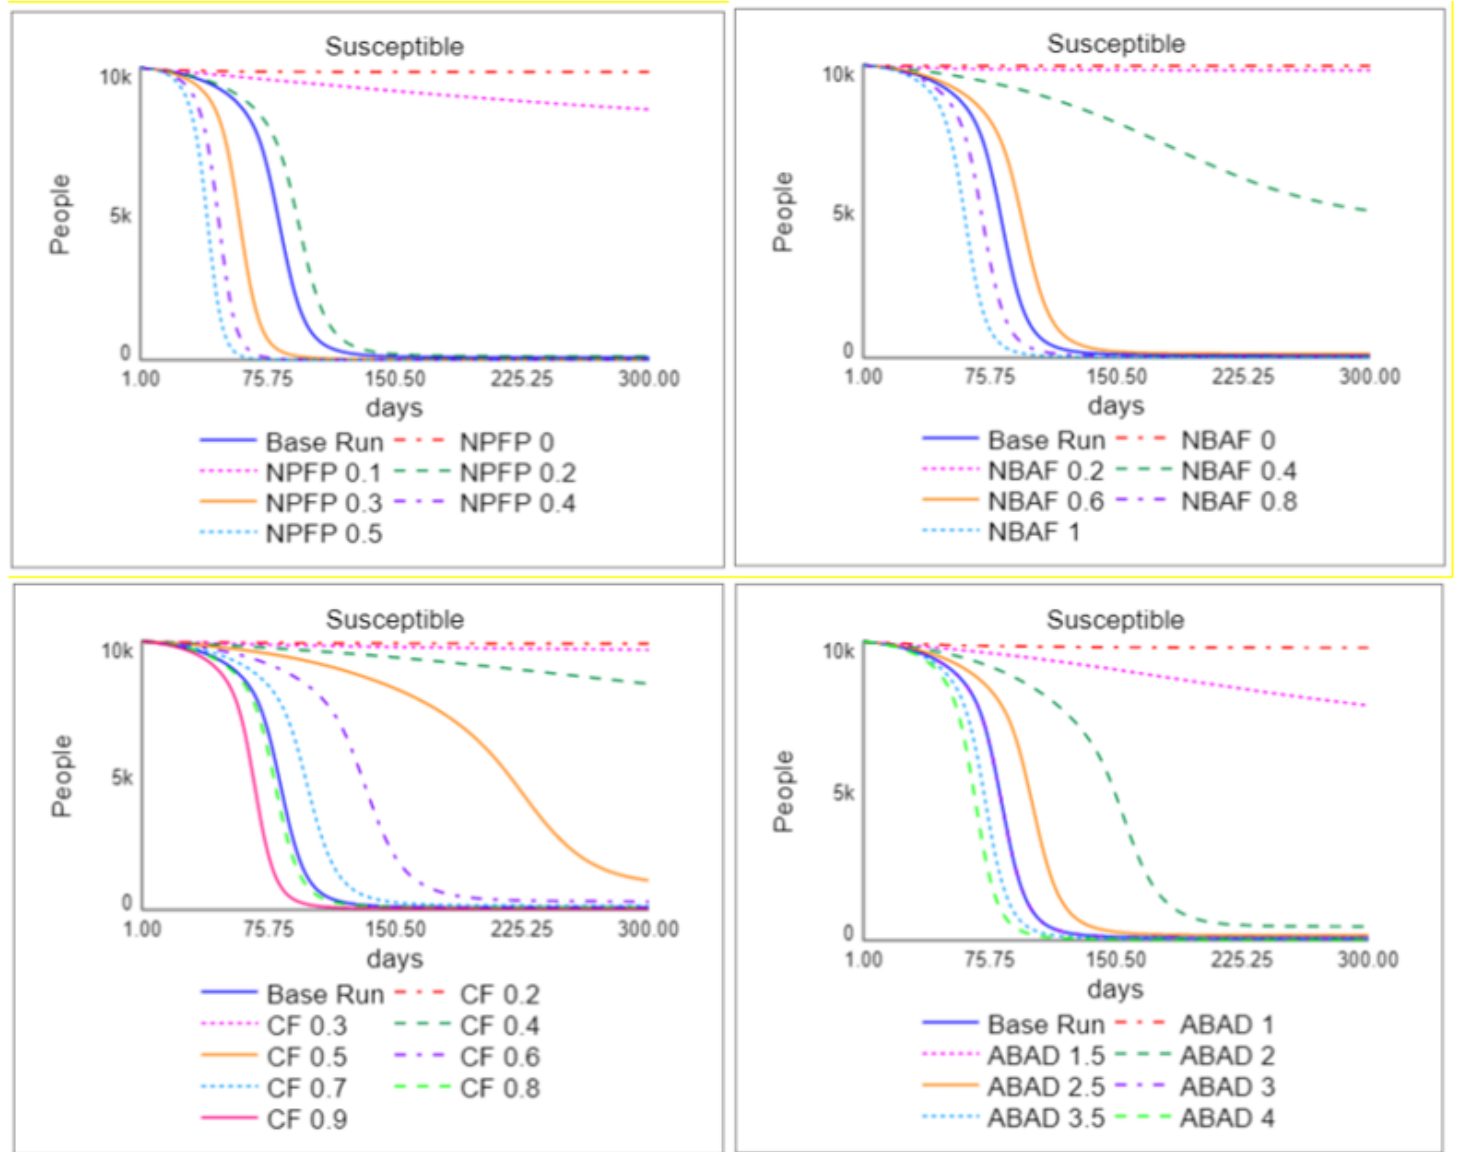 Susceptible
10k
5k
0
People
1.00 75.75 150.50 225.25 300.00
days
Base Run NPFP 0
NPFP 0.1 NPFP 0.2
NPFP 0.3 NPFP 0.4
NPFP 0.5
Susceptible
10k
5k
0
People
1.00 75.75 150.50 225.25 300.00
days
Base Run NBAF 0
NBAF 0.2 NBAF 0.4
NBAF 0.6 NBAF 0.8
NBAF 1
Susceptible
10k
5k
0
People
1.00 75.75 150.50 225.25 300.00
days
Base Run CF 0.2
CF 0.3 CF 0.4
CF 0.5 CF 0.6
CF 0.7 CF 0.8
CF 0.9
Susceptible
10k
5k
0
People
1.00 75.75 150.50 225.25 300.00
days
Base Run ABAD 1
ABAD 1.5 ABAD 2
ABAD 2.5 ABAD 3
ABAD 3.5 ABAD 4